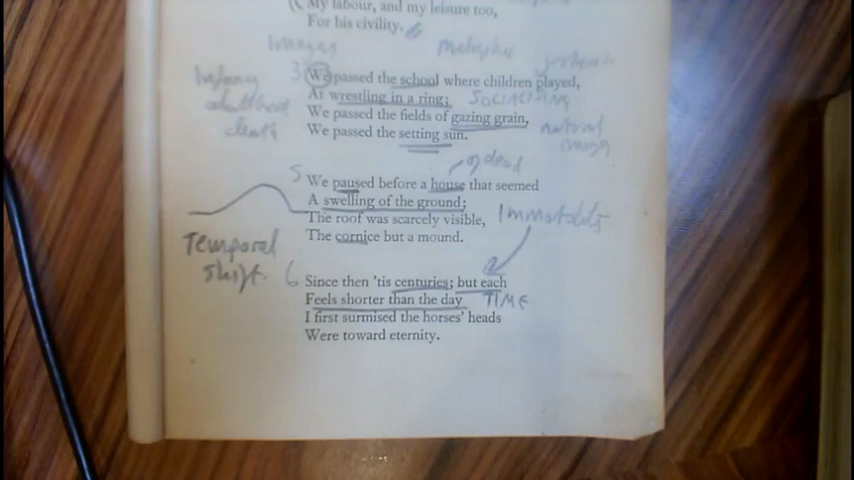 My labour, and my leisure too,
For his civility.
Images metaphor
3 We passed the school where children played,
At wrestling in a ring; SOCIALISING
We passed the fields of gazing grain,
We passed the setting sun.
Infancy
adulthood
death
natural
of dead
5 We paused before a house that seemed
A swelling of the ground;
The roof was scarcely visible,
The cornice but a mound.
Immortality
Temporal
shift.
6 Since then 'tis centuries; but each
Feels shorter than the day TIME
I first surmised the horses' heads
Were toward eternity.